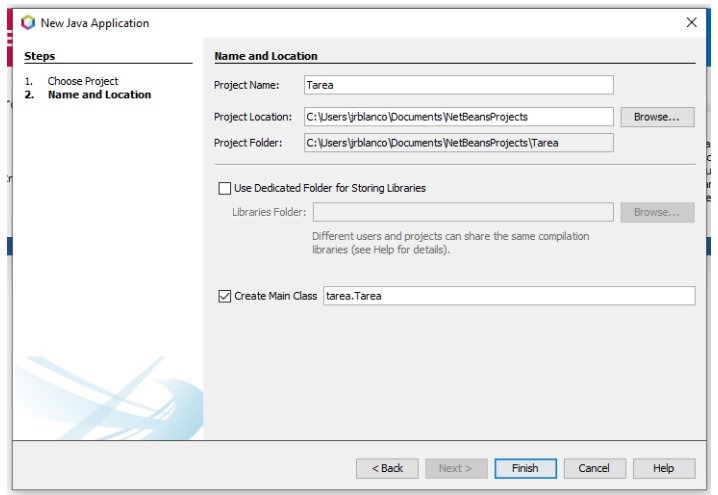 New Java Application
Steps
1. Choose Project
2. Name and Location
Name and Location
Project Name: Tarea
Project Location: C:\Users\jrblanco\Documents\NetBeansProjects Browse...
Project Folder: C:\Users\jrblanco\Documents\NetBeansProjects\Tarea
Use Dedicated Folder for Storing Libraries
Libraries Folder: Browse...
Different users and projects can share the same compilation
libraries (see Help for details).
Create Main Class tarea.Tarea
< Back Next > Finish Cancel Help